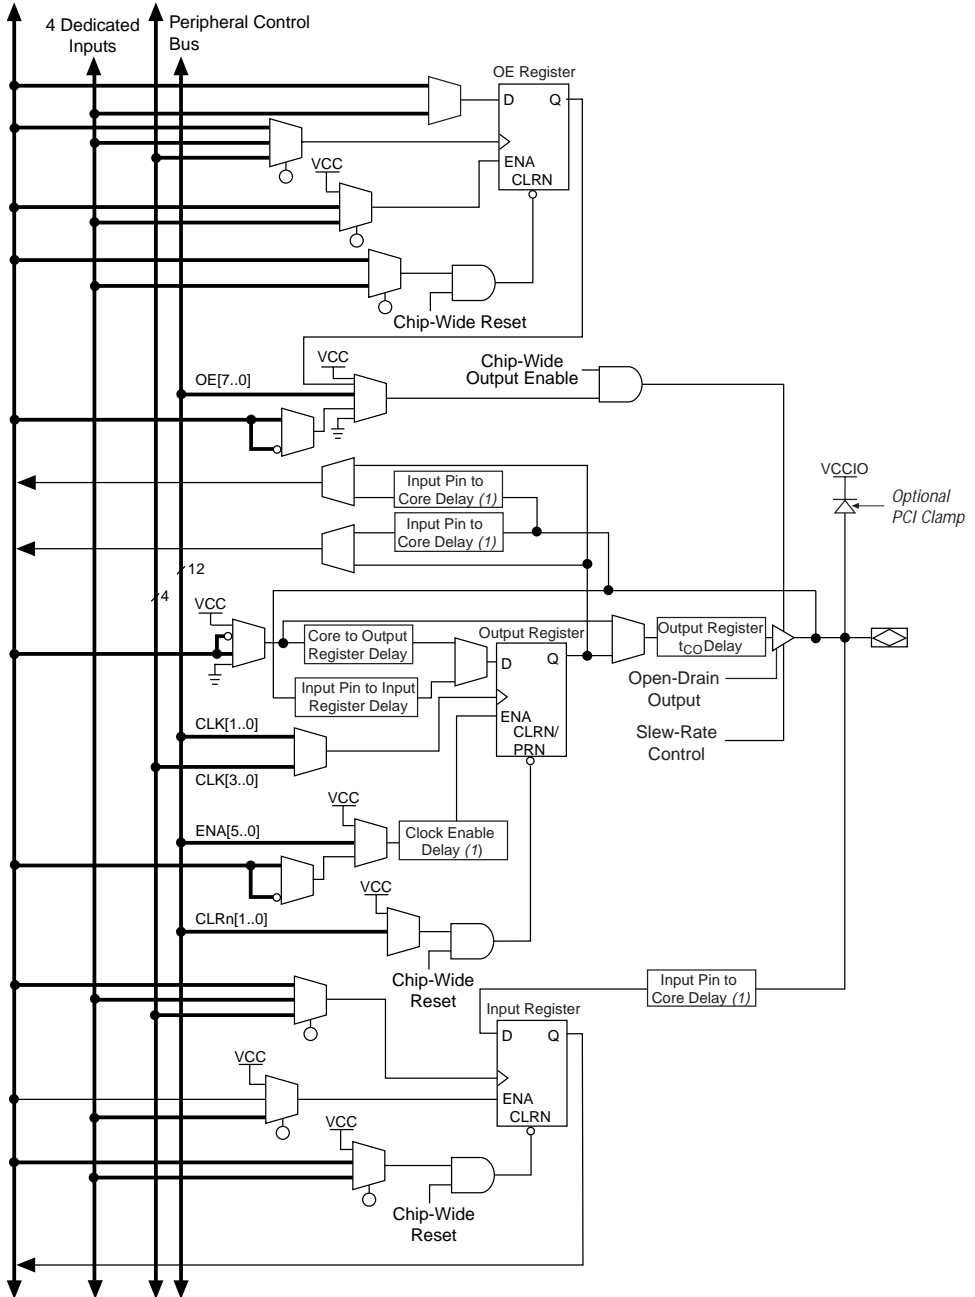 4 Dedicated
Inputs
Peripheral Control
Bus
OE Register
D Q
ENA
CLRN
VCC
Chip-Wide Reset
VCC
Chip-Wide
Output Enable
OE[7..0]
Input Pin to
Core Delay (1)
VCCIO
Optional
PCI Clamp
Input Pin to
Core Delay (1)
12
4
VCC
Core to Output
Register Delay
Output Register
D Q
ENA
CLRN/
PRN
Output Register
tCO Delay
Input Pin to Input
Register Delay
Open-Drain
Output
Slew-Rate
Control
CLK[1..0]
CLK[3..0]
VCC
ENA[5..0]
Clock Enable
Delay (1)
VCC
CLRn[1..0]
Chip-Wide
Reset
Input Pin to
Core Delay (1)
Input Register
D Q
ENA
CLRN
VCC
VCC
Chip-Wide
Reset